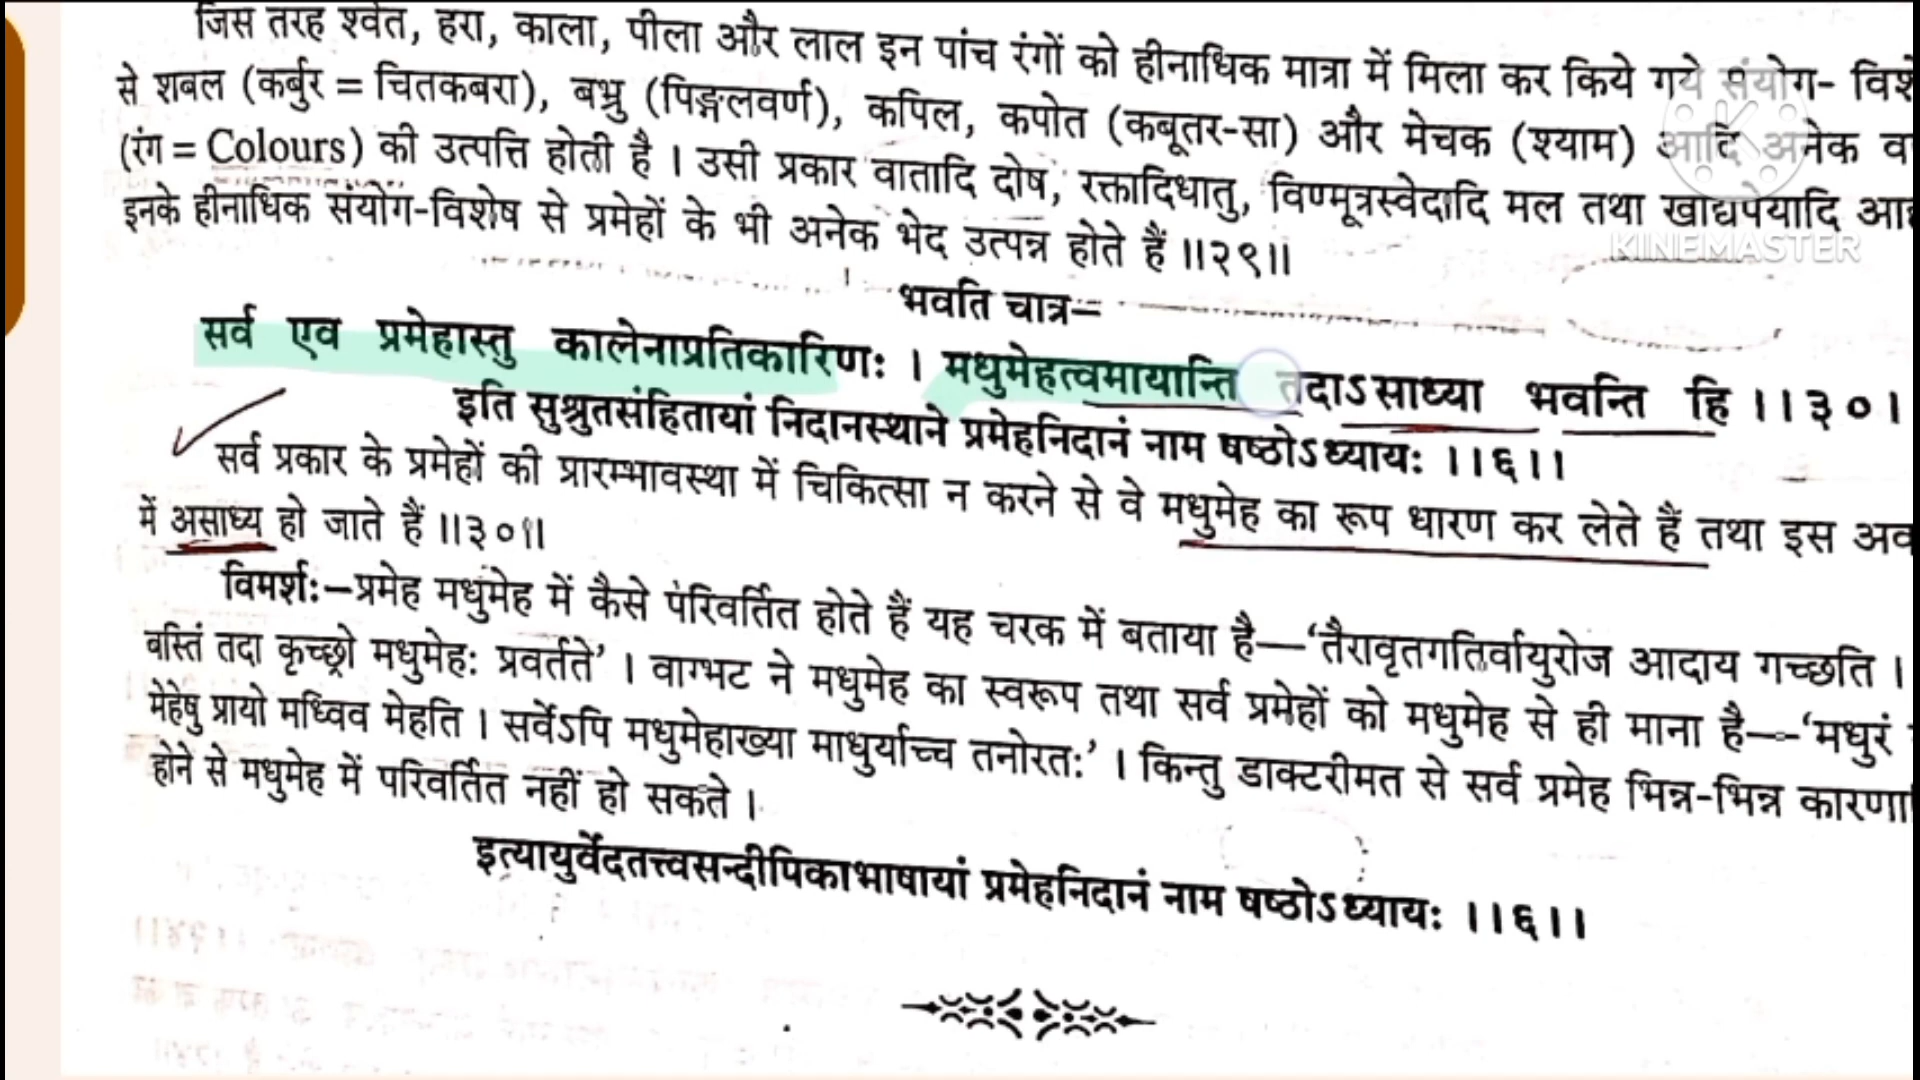 जिस तरह श्वेत, हरा, काला, पीला और लाल इन पांच रंगों को हीनाधिक मात्रा में मिला कर किये गये संयोग- विशे
से शबल (कर्बुर = चितकबरा), बभ्रु (पिङ्गलवर्ण), कपिल, कपोत (कबूतर-सा) और मेचक (श्याम) आदि अनेक व
(रंग = Colours) की उत्पत्ति होती है । उसी प्रकार वातादि दोष, रक्तादिधातु, विण्मूत्रस्वेदादि मल तथा खाद्यपेयादि आह
इनके हीनाधिक संयोग-विशेष से प्रमेहों के भी अनेक भेद उत्पन्न होते हैं ॥२९॥
KINEMASTER
भवति चात्र—
सर्व एव प्रमेहास्तु कालेनाप्रतिकारिणः । मधुमेहत्वमायान्ति तदाऽसाध्या भवन्ति हि ।।३०।
इति सुश्रुतसंहितायां निदानस्थाने प्रमेहनिदानं नाम षष्ठोऽध्यायः ।।६।।
सर्व प्रकार के प्रमेहों की प्रारम्भावस्था में चिकित्सा न करने से वे मधुमेह का रूप धारण कर लेते हैं तथा इस अव
में असाध्य हो जाते हैं ॥३०॥
विमर्शः—प्रमेह मधुमेह में कैसे परिवर्तित होते हैं यह चरक में बताया है—‘तैरावृतगतिर्वायुरोज आदाय गच्छति ।
बस्तिं तदा कृच्छ्रो मधुमेहः प्रवर्तते’ । वाग्भट ने मधुमेह का स्वरूप तथा सर्व प्रमेहों को मधुमेह से ही माना है—‘मधुरं
मेहेषु प्रायो मध्विव मेहति । सर्वेऽपि मधुमेहाख्या माधुर्याच्च तनोरतः’ । किन्तु डाक्टरीमत से सर्व प्रमेह भिन्न-भिन्न कारणा
होने से मधुमेह में परिवर्तित नहीं हो सकते ।
इत्यायुर्वेदतत्त्वसन्दीपिकाभाषायां प्रमेहनिदानं नाम षष्ठोऽध्यायः ।।६।।